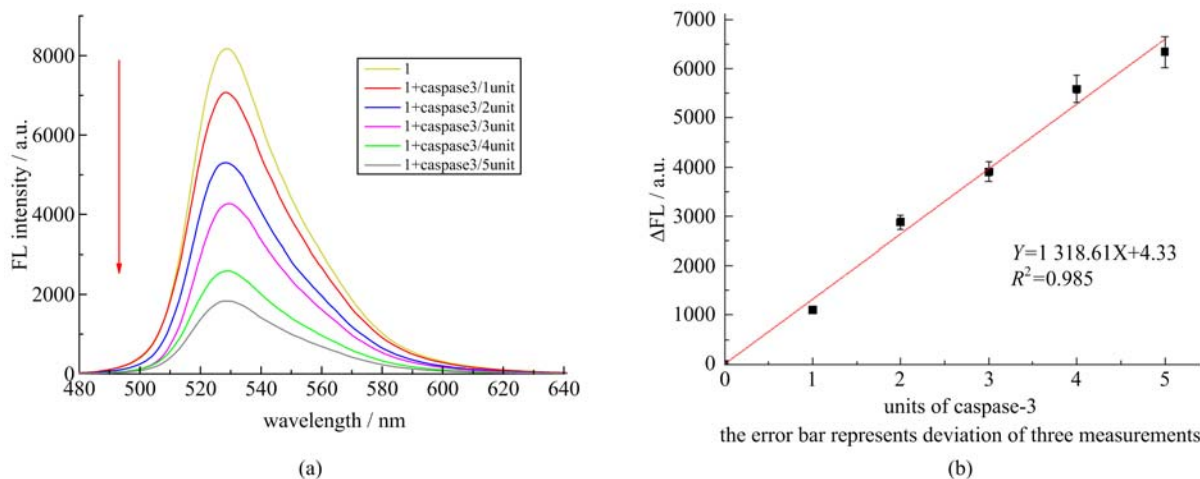 8000
6000
4000
2000
0
FL intensity / a.u.
1
1+caspase3/1unit
1+caspase3/2unit
1+caspase3/3unit
1+caspase3/4unit
1+caspase3/5unit
480 500 520 540 560 580 600 620 640
wavelength / nm
(a)
7000
6000
5000
4000
3000
2000
1000
0
ΔFL / a.u.
Y=1 318.61X+4.33
R²=0.985
0 1 2 3 4 5
units of caspase-3
the error bar represents deviation of three measurements
(b)